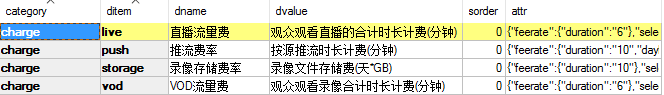 category ditem dname dvalue sorder attr
charge live 直播流量费 观众观看直播的合计时长计费(分钟) 0 {"feerate":{"duration":"6"},"sele
charge push 推流费率 按源推流时长计费(分钟) 0 {"feerate":{"duration":"10","day
charge storage 录像存储费率 录像文件存储费(天*GB) 0 {"feerate":{"duration":"10"},"sel
charge vod VOD流量费 观众观看录像合计时长计费(分钟) 0 {"feerate":{"duration":"6"},"sele